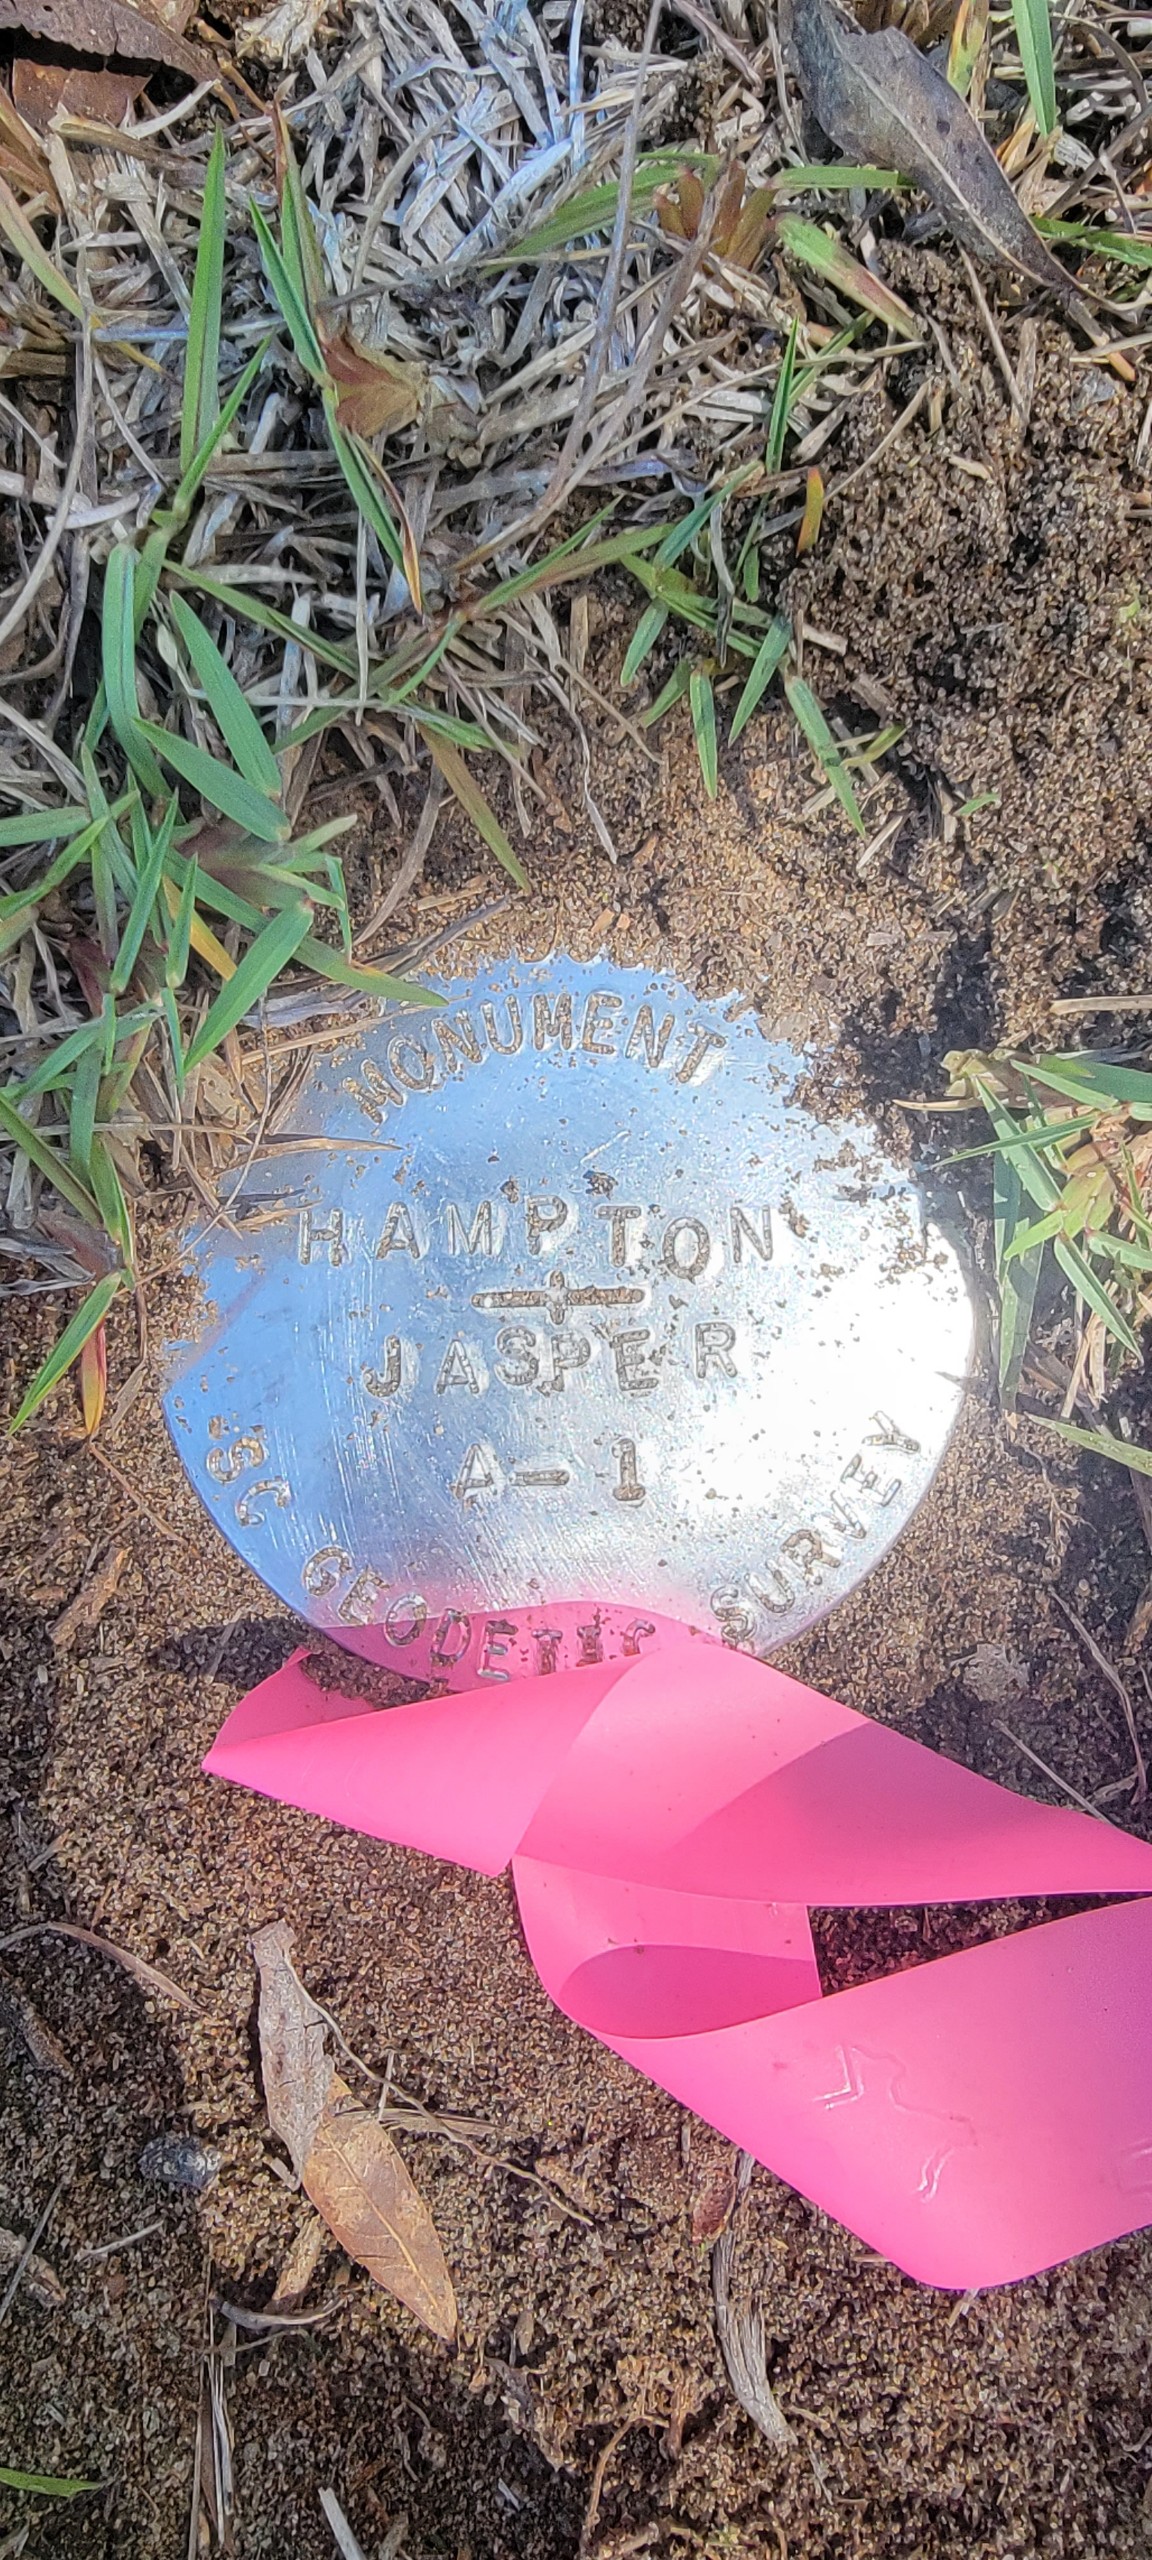 MONUMENT
HAMPTON
JASPER
A-1
SC GEODETIC SURVEY